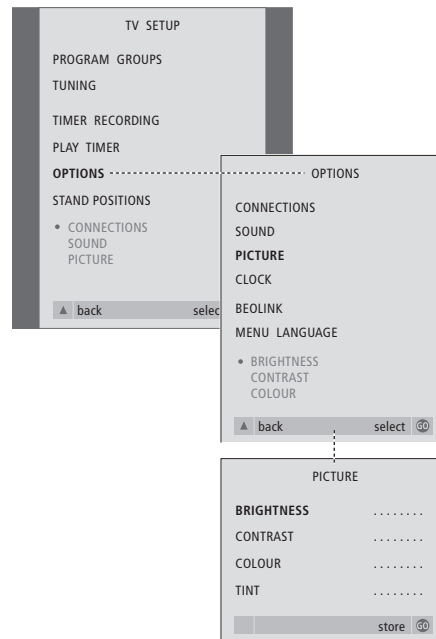 TV SETUP
PROGRAM GROUPS
TUNING
TIMER RECORDING
PLAY TIMER
OPTIONS
STAND POSITIONS
• CONNECTIONS
SOUND
PICTURE
▲ back selec
OPTIONS
CONNECTIONS
SOUND
PICTURE
CLOCK
BEOLINK
MENU LANGUAGE
• BRIGHTNESS
CONTRAST
COLOUR
▲ back select GO
PICTURE
BRIGHTNESS ........
CONTRAST ........
COLOUR ........
TINT ........
store GO